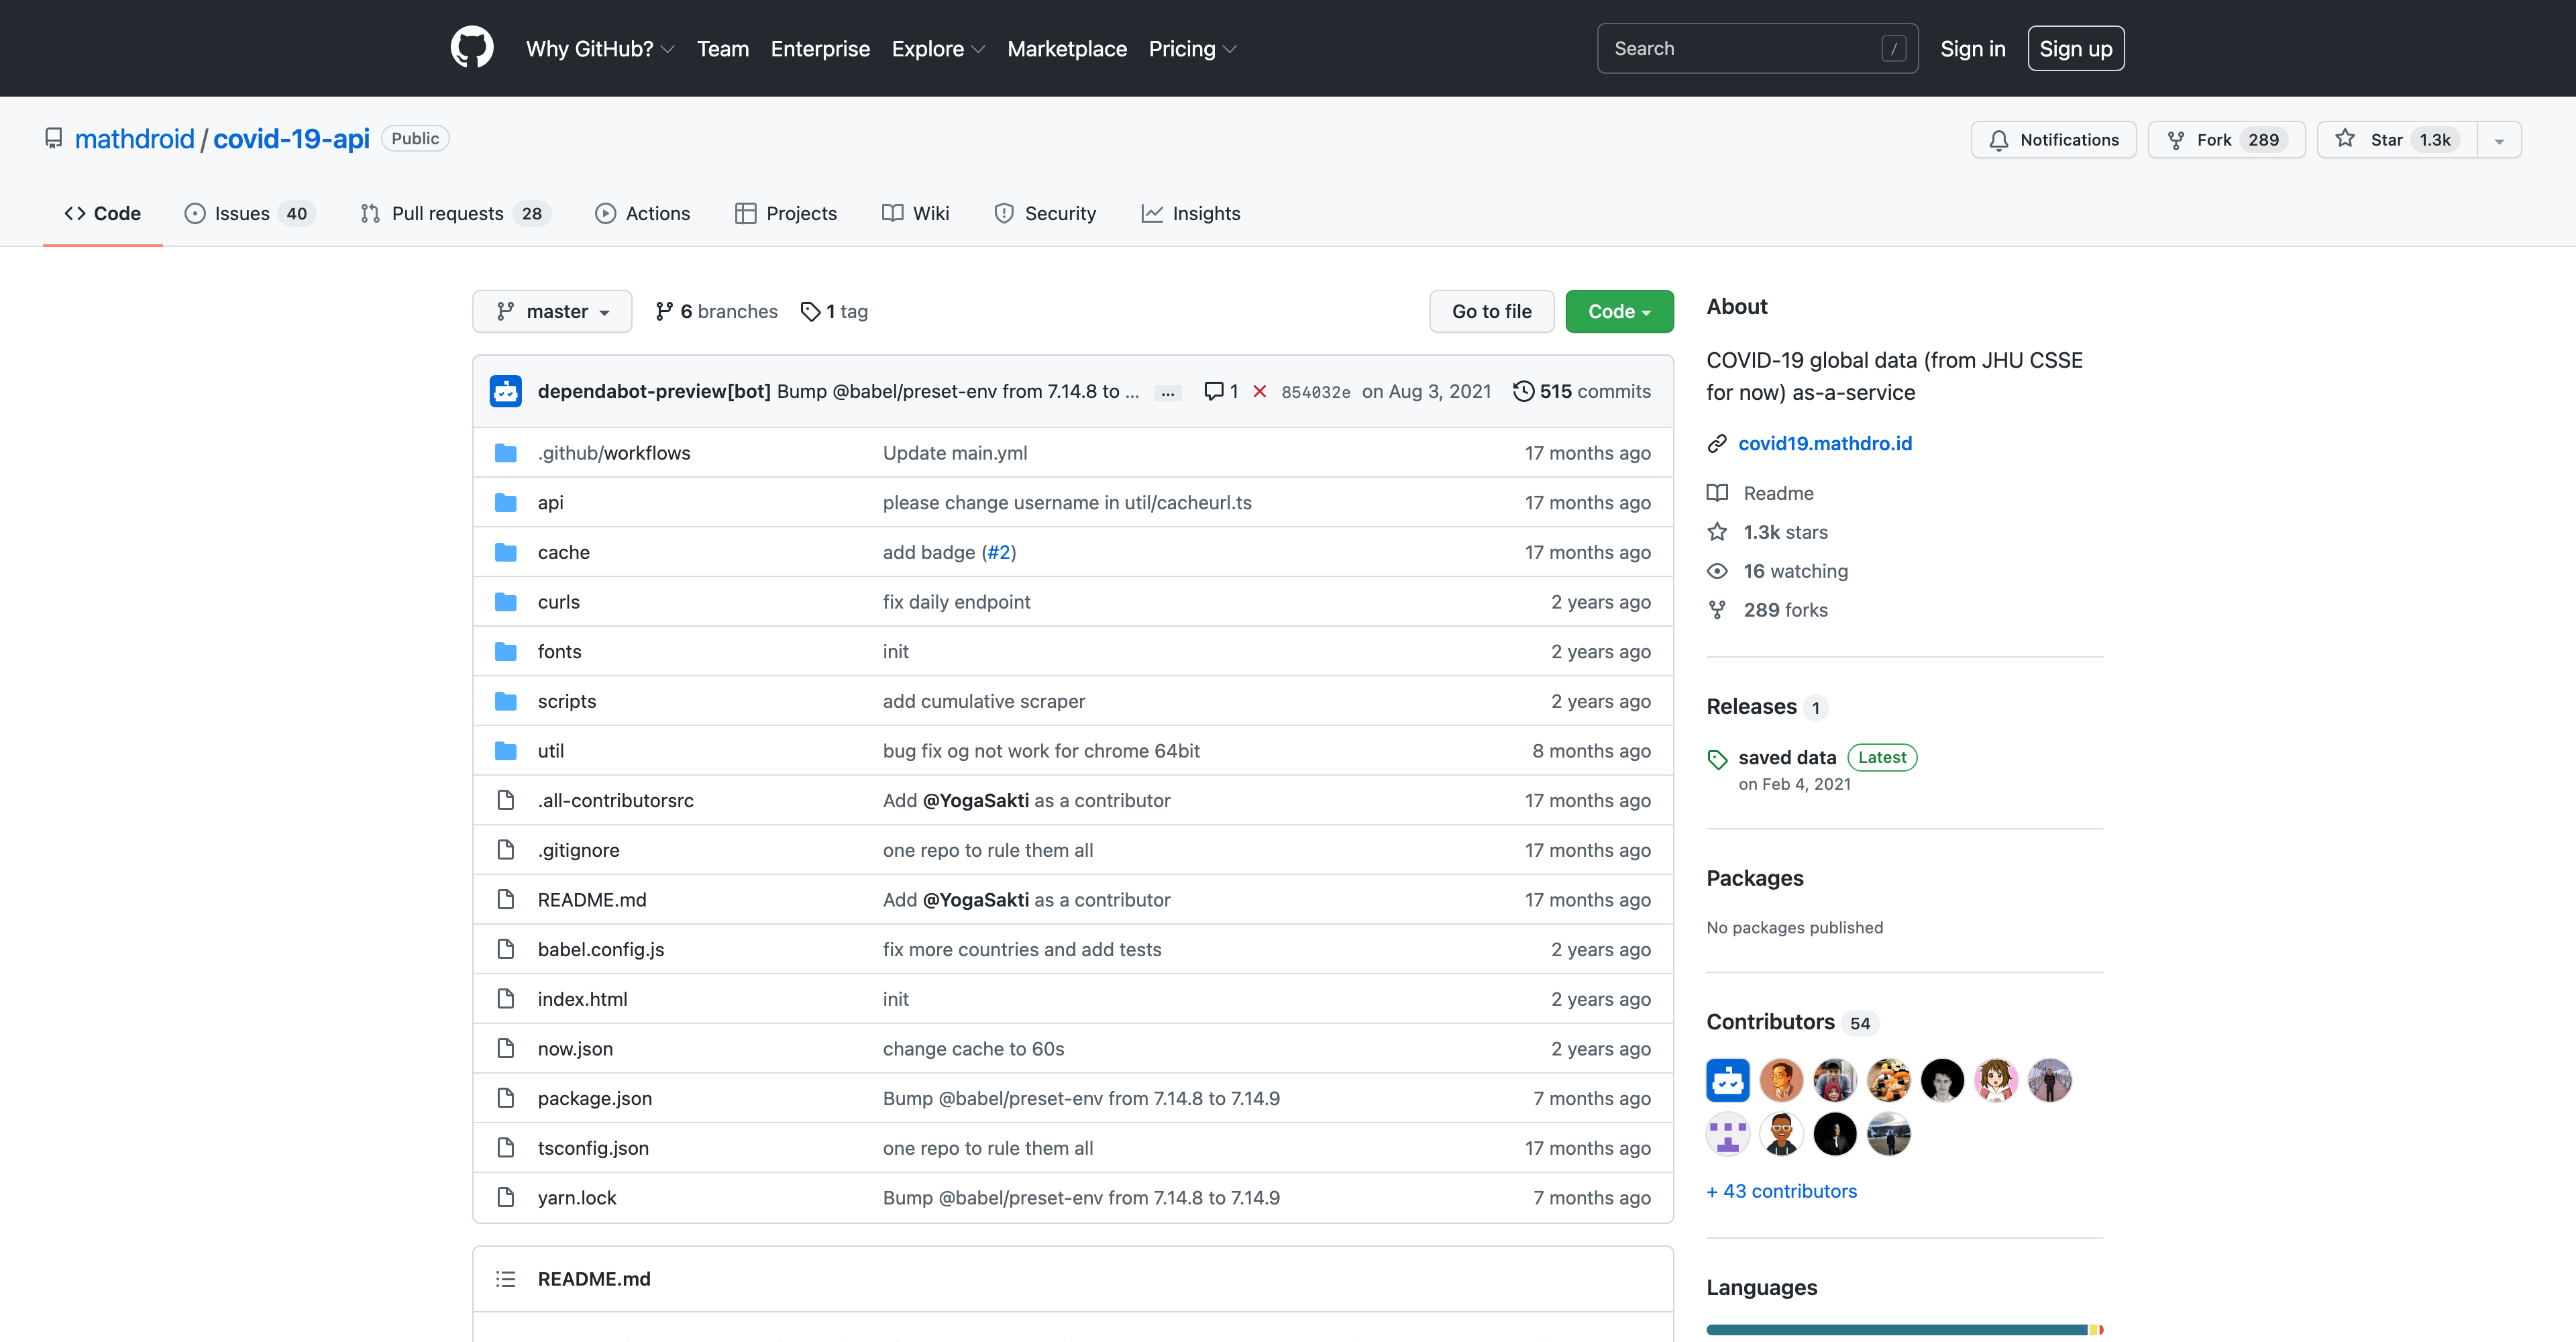 Why GitHub? Team Enterprise Explore Marketplace Pricing Search / Sign in Sign up
mathdroid / covid-19-api Public Notifications Fork 289 Star 1.3k
Code Issues 40 Pull requests 28 Actions Projects Wiki Security Insights
master 6 branches 1 tag Go to file Code
dependabot-preview[bot] Bump @babel/preset-env from 7.14.8 to ... ... 1 854032e on Aug 3, 2021 515 commits
.github/workflows Update main.yml 17 months ago
api please change username in util/cacheurl.ts 17 months ago
cache add badge (#2) 17 months ago
curls fix daily endpoint 2 years ago
fonts init 2 years ago
scripts add cumulative scraper 2 years ago
util bug fix og not work for chrome 64bit 8 months ago
.all-contributorsrc Add @YogaSakti as a contributor 17 months ago
.gitignore one repo to rule them all 17 months ago
README.md Add @YogaSakti as a contributor 17 months ago
babel.config.js fix more countries and add tests 2 years ago
index.html init 2 years ago
now.json change cache to 60s 2 years ago
package.json Bump @babel/preset-env from 7.14.8 to 7.14.9 7 months ago
tsconfig.json one repo to rule them all 17 months ago
yarn.lock Bump @babel/preset-env from 7.14.8 to 7.14.9 7 months ago
README.md
About
COVID-19 global data (from JHU CSSE
for now) as-a-service
covid19.mathdro.id
Readme
1.3k stars
16 watching
289 forks
Releases 1
saved data Latest
on Feb 4, 2021
Packages
No packages published
Contributors 54
+ 43 contributors
Languages